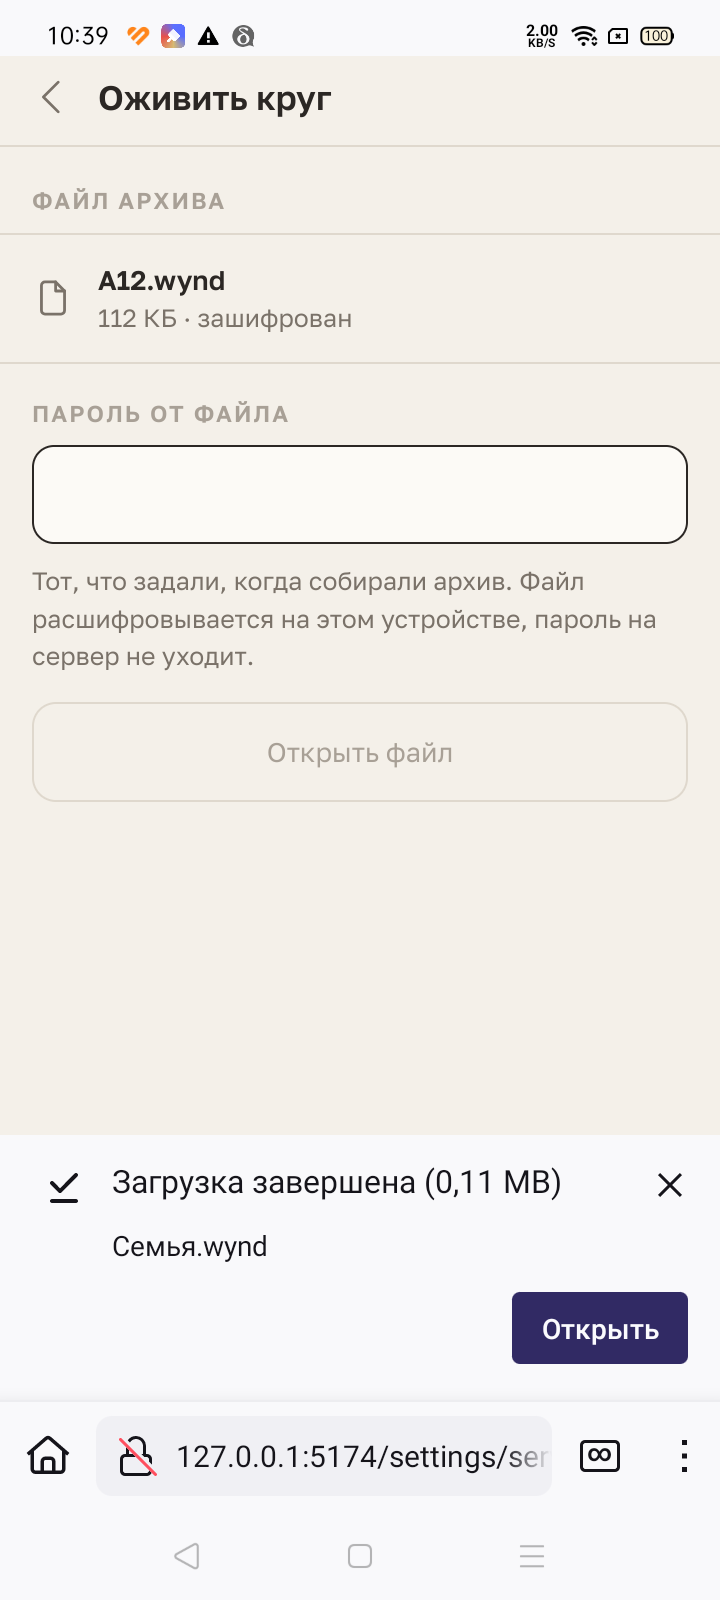 10:39
2.00
KB/S
100
Оживить круг
ФАЙЛ АРХИВА
A12.wynd
112 КБ · зашифрован
ПАРОЛЬ ОТ ФАЙЛА
Тот, что задали, когда собирали архив. Файл
расшифровывается на этом устройстве, пароль на
сервер не уходит.
Открыть файл
Загрузка завершена (0,11 MB)
Семья.wynd
Открыть
127.0.0.1:5174/settings/ser